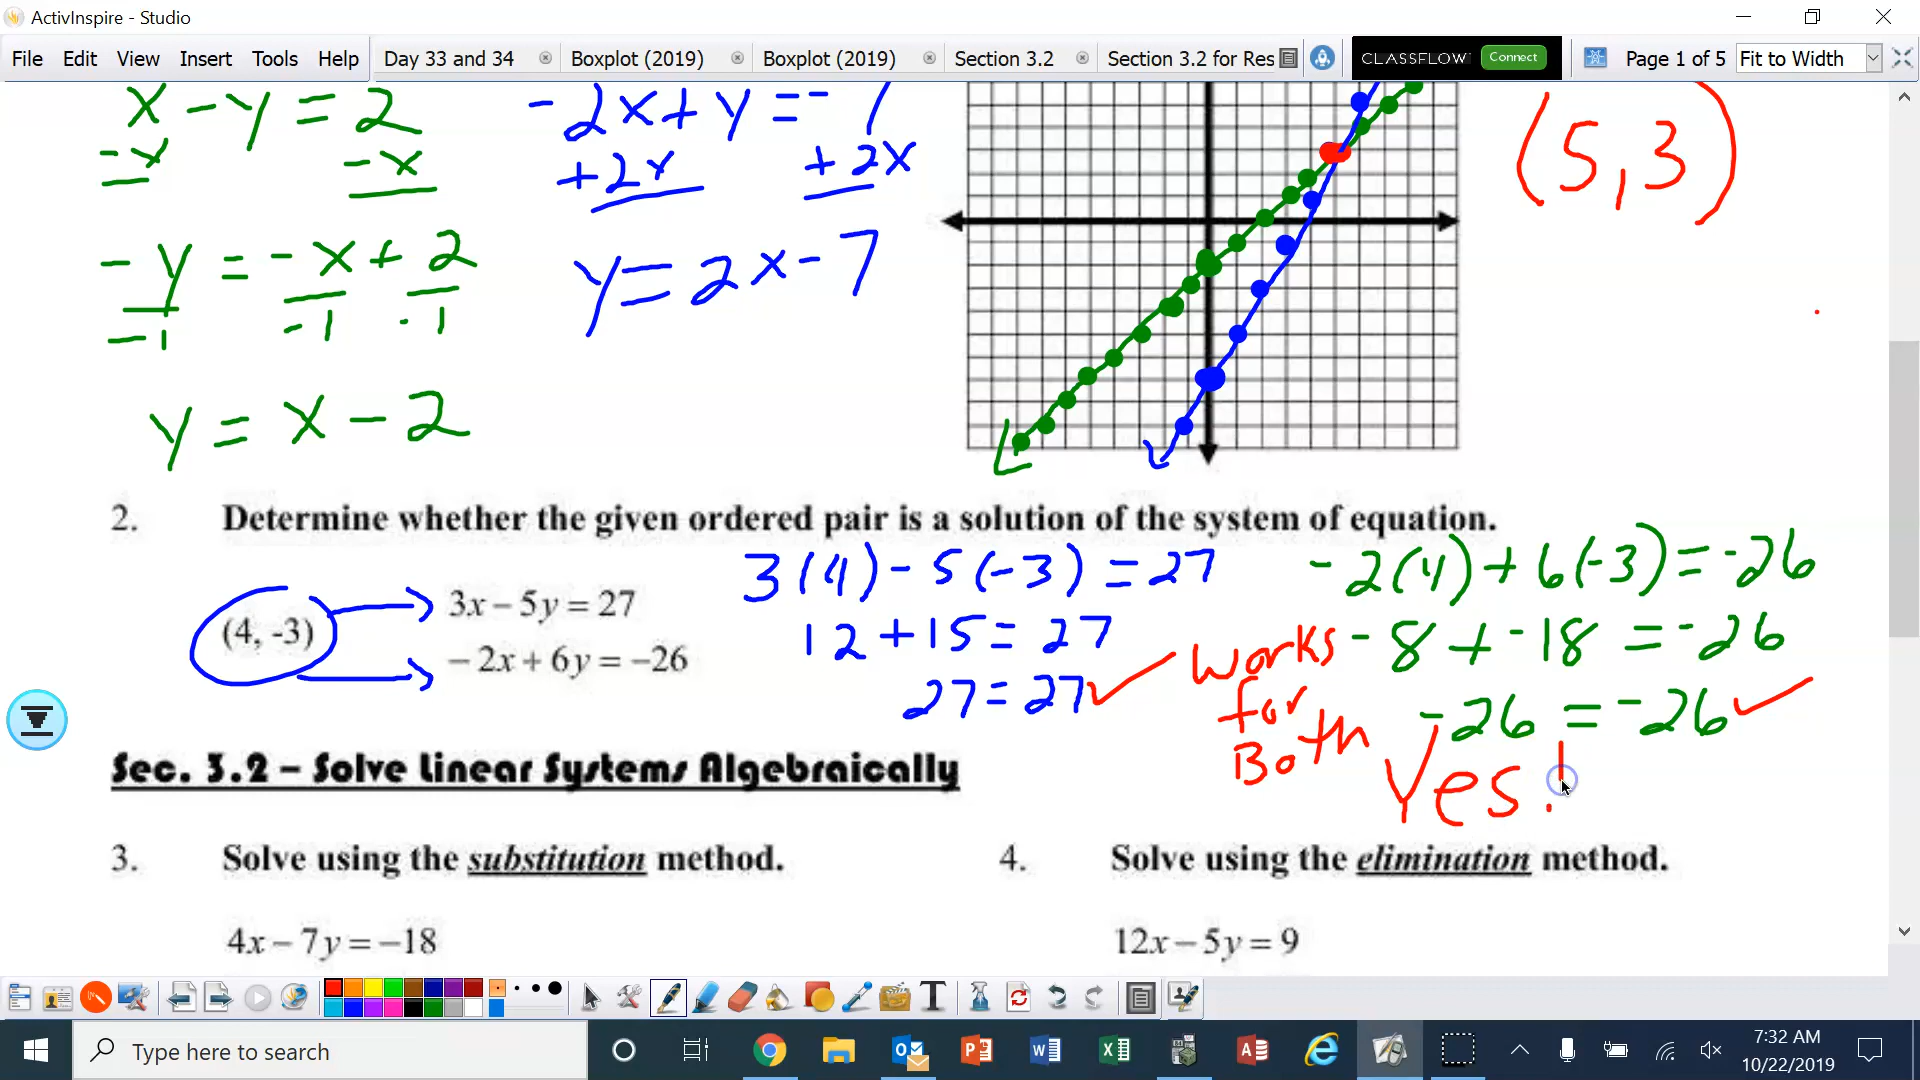 ActivInspire - Studio
File Edit View Insert Tools Help Day 33 and 34 Boxplot (2019) Boxplot (2019) Section 3.2 Section 3.2 for Res CLASSFLOW Connect Page 1 of 5 Fit to Width
x - y = 2
-x -x
-y = -x + 2
-1 -1 -1
y = x - 2
-2x + y = -7
+2x +2x
y = 2x - 7
(5,3)
2. Determine whether the given ordered pair is a solution of the system of equation.
(4, -3) 3x - 5y = 27
-2x + 6y = -26
3(4) - 5(-3) = 27
12 + 15 = 27
27 = 27
-2(4) + 6(-3) = -26
-8 + -18 = -26
-26 = -26
Works
for
Both
Yes!
Sec. 3.2 – Solve Linear Systems Algebraically
3. Solve using the substitution method.
4x - 7y = -18
4. Solve using the elimination method.
12x - 5y = 9
Type here to search
7:32 AM
10/22/2019